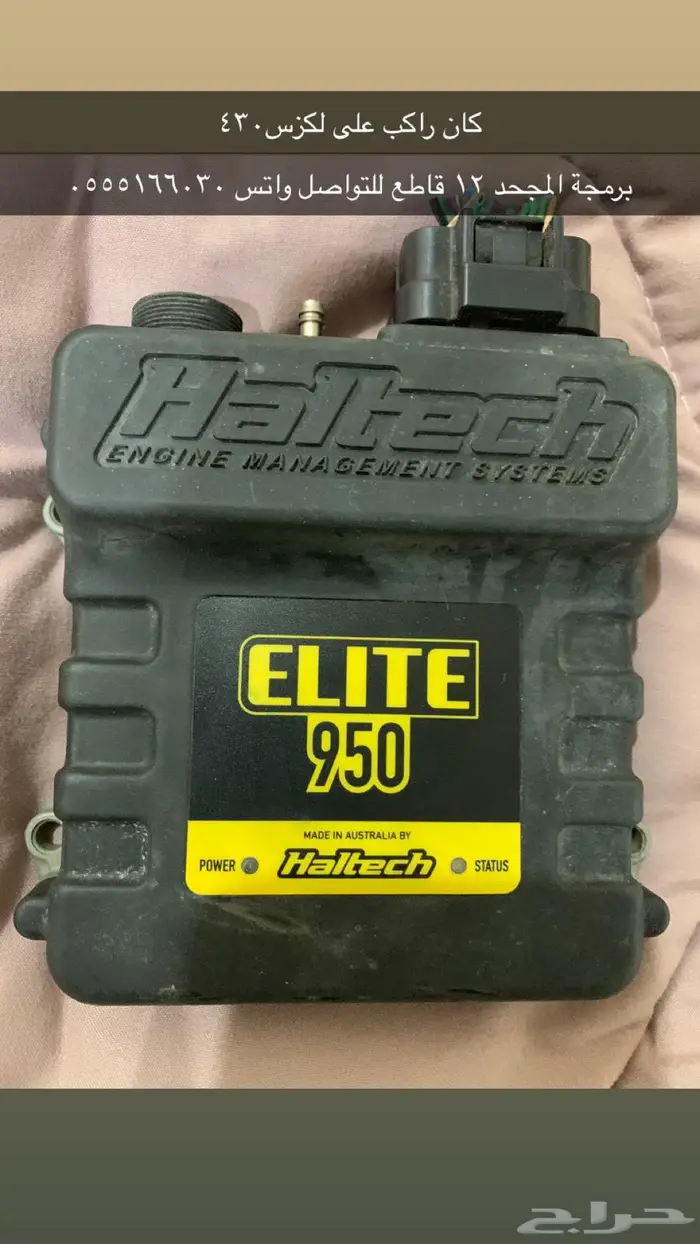 كان راكب على لكزس٤٣٠
برمجة المجحد ١٢ قاطع للتواصل واتس ٠٥٥٥١٦٦٠٣٠
Haltech
ENGINE MANAGEMENT SYSTEMS
ELITE
950
MADE IN AUSTRALIA BY
POWER Haltech STATUS
حراج